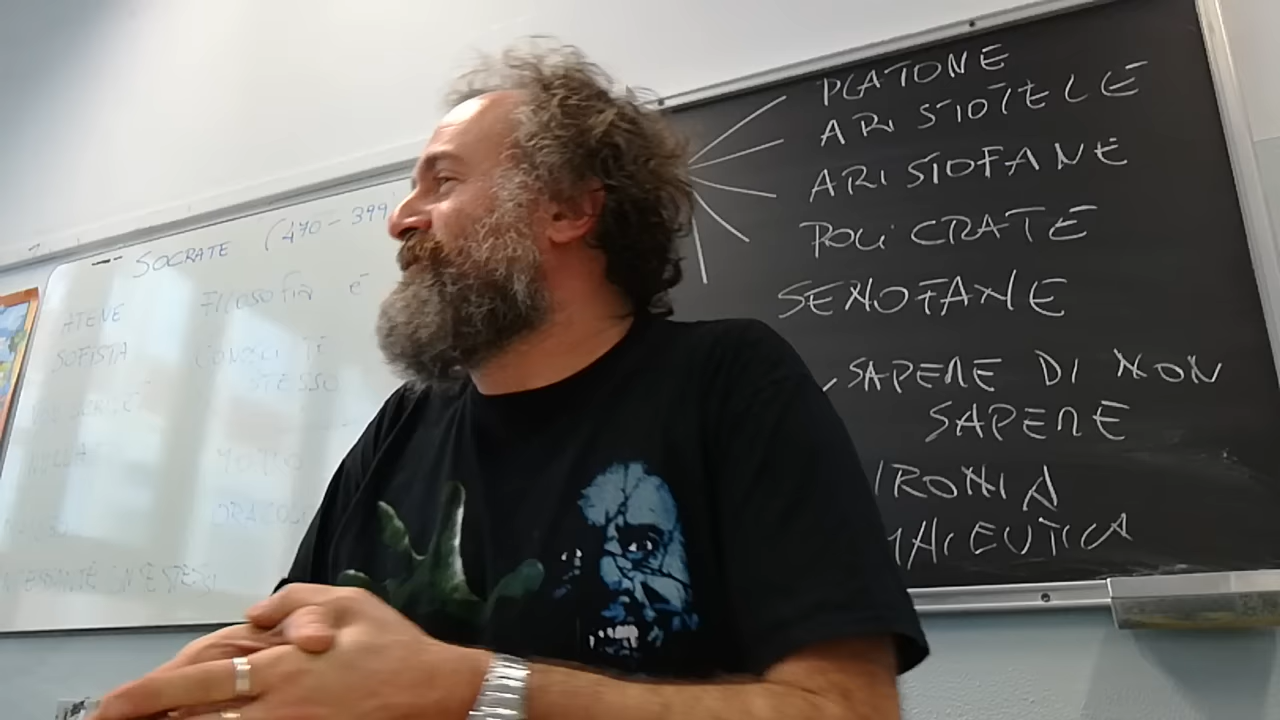 SOCRATE (470-399
ATENE
FILOSOFIA È
SOFISTA
CONOSCI TE
STESSO
NULLA
ORACOLO
PLATONE
ARISTOTELE
ARISTOFANE
POLICRATE
SENOFANE
SAPERE DI NON
SAPERE
IRONIA
MAIEUTICA